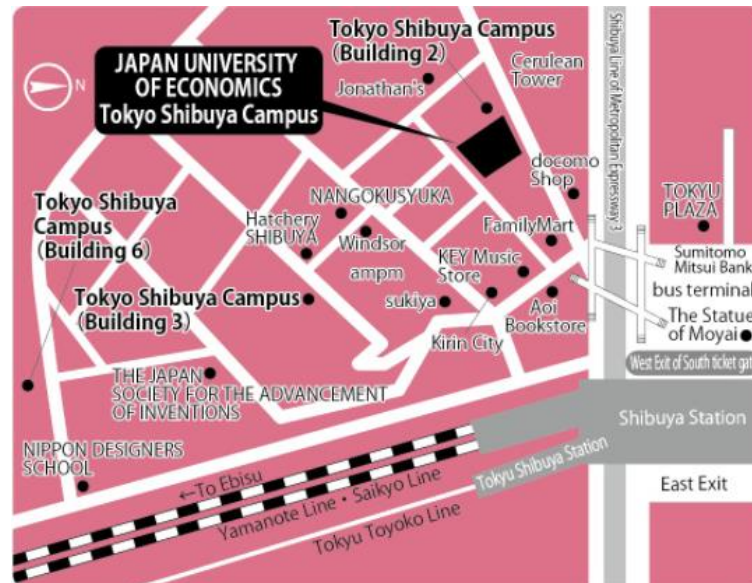 N
JAPAN UNIVERSITY
OF ECONOMICS
Tokyo Shibuya Campus
Tokyo Shibuya Campus
(Building 2)
Jonathan's
Cerulean
Tower
Shibuya Line of Metropolitan Expressway 3
docomo
Shop
TOKYU
PLAZA
Tokyo Shibuya
Campus
(Building 6)
NANGOKUSYUKA
Hatchery
SHIBUYA
Windsor
FamilyMart
KEY Music
Store
Sumitomo
Mitsui Bank
bus terminal
ampm
sukiya
Tokyo Shibuya Campus
(Building 3)
Aoi
Bookstore
The Statue
of Moyai
Kirin City
West Exit of South ticket gat
THE JAPAN
SOCIETY FOR THE ADVANCEMENT
OF INVENTIONS
Shibuya Station
NIPPON DESIGNERS
SCHOOL
Tokyu Shibuya Station
East Exit
←To Ebisu
Yamanote Line・Saikyo Line
Tokyu Toyoko Line